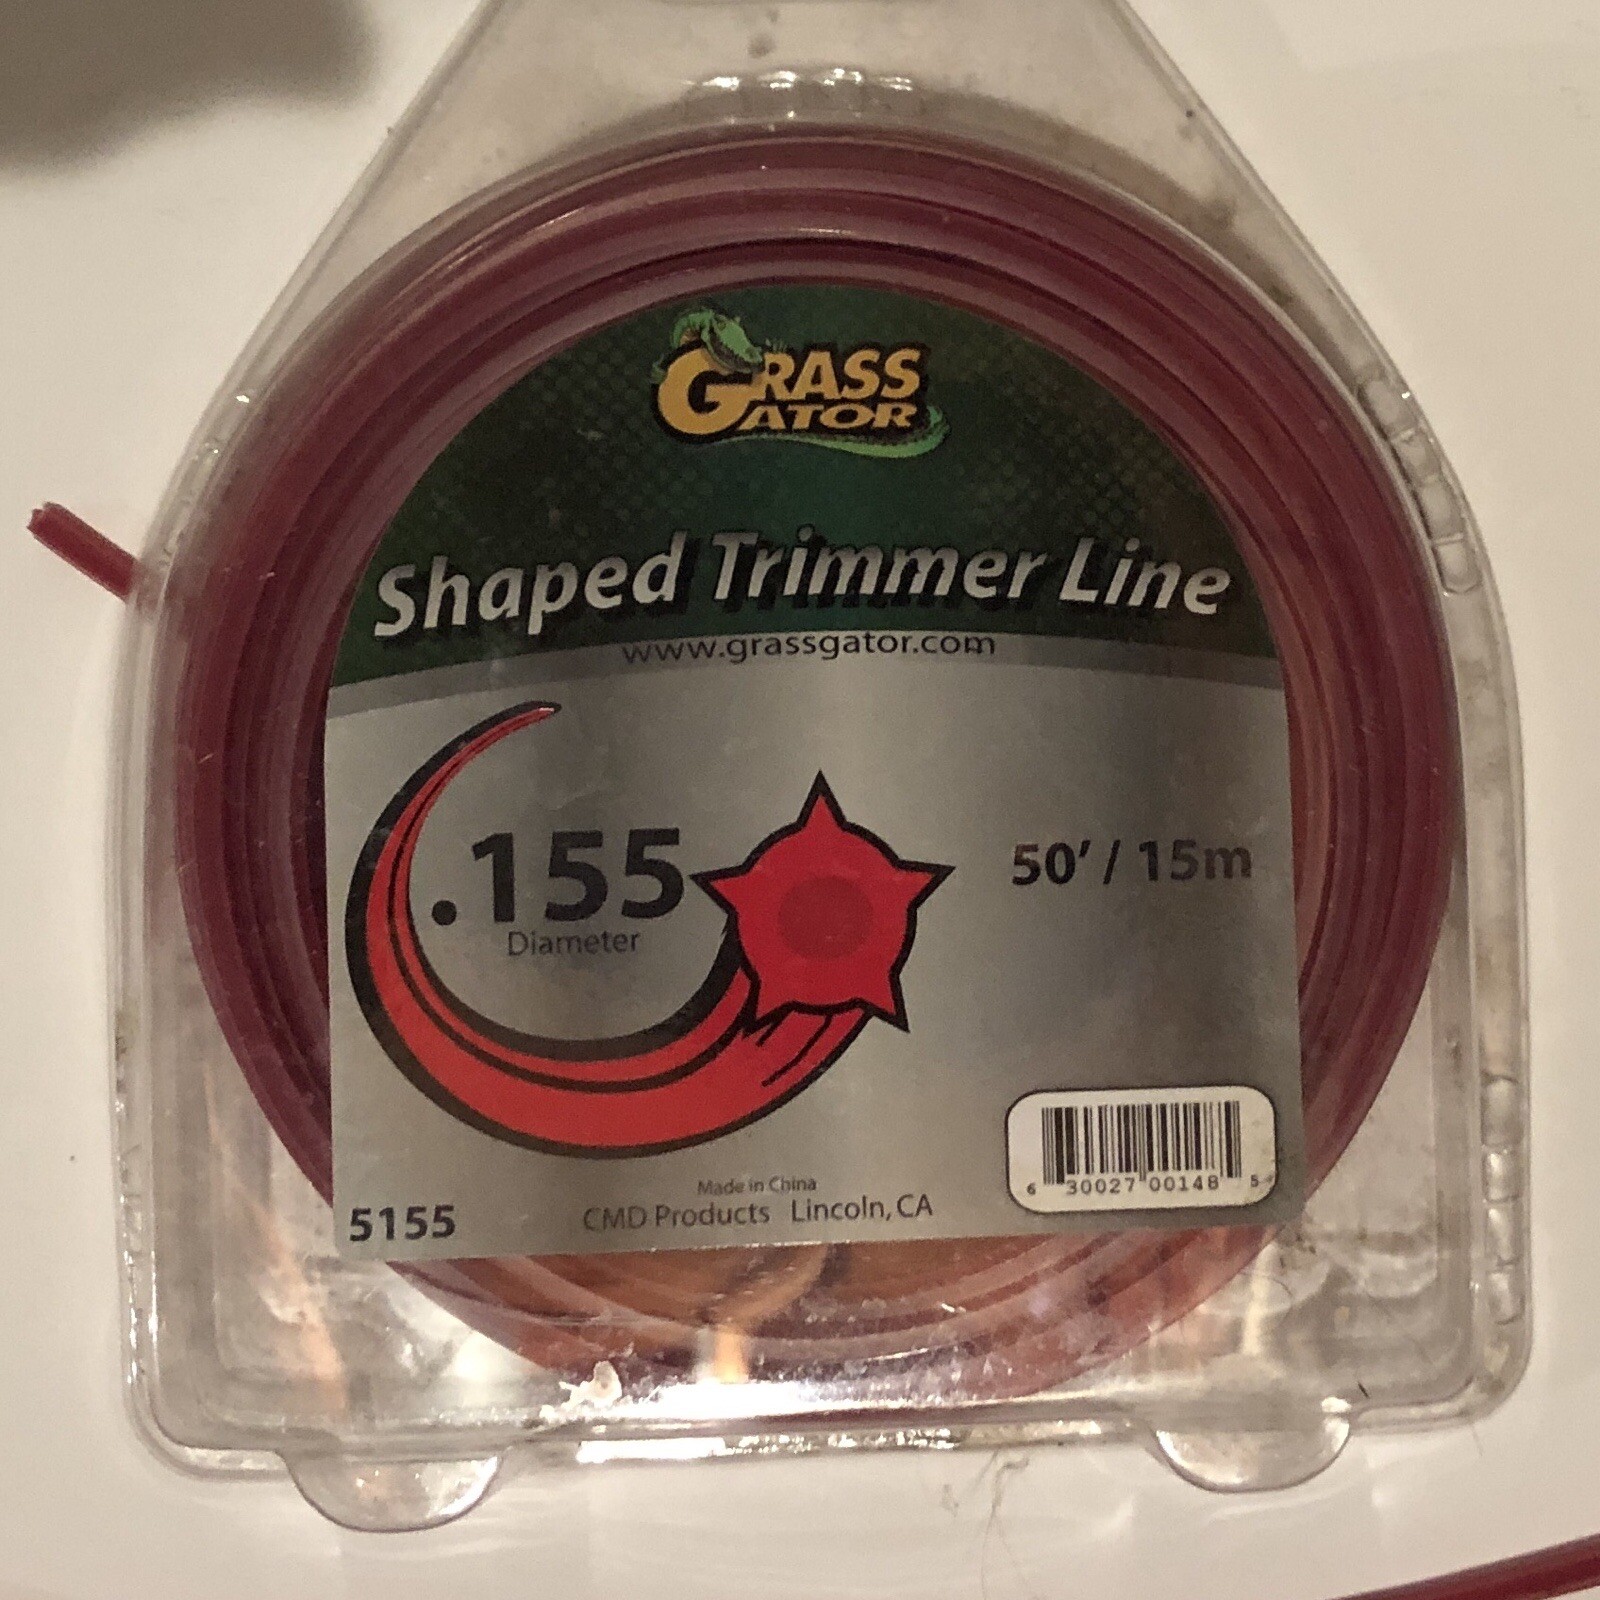 GRASS
GATOR
Shaped Trimmer Line
www.grassgator.com
.155
Diameter
50' / 15m
6 30027 00148 5
Made in China
5155 CMD Products Lincoln, CA